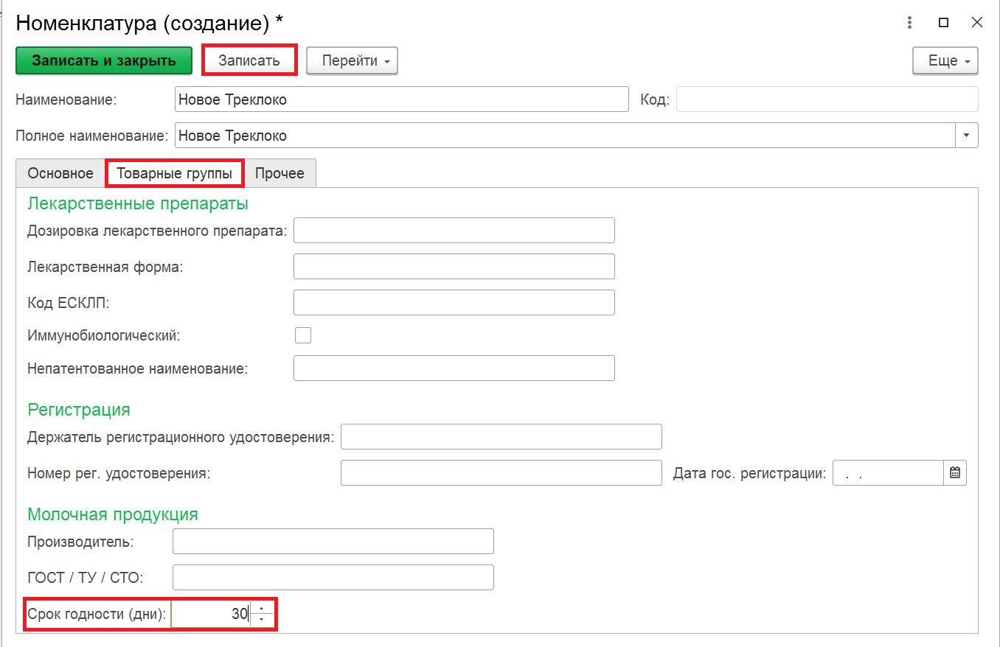 Номенклатура (создание) *
Записать и закрыть Записать Перейти Еще
Наименование: Новое Треклоко Код:
Полное наименование: Новое Треклоко
Основное Товарные группы Прочее
Лекарственные препараты
Дозировка лекарственного препарата:
Лекарственная форма:
Код ЕСКЛП:
Иммунобиологический:
Непатентованное наименование:
Регистрация
Держатель регистрационного удостоверения:
Номер рег. удостоверения: Дата гос. регистрации: . .
Молочная продукция
Производитель:
ГОСТ / ТУ / СТО:
Срок годности (дни): 30